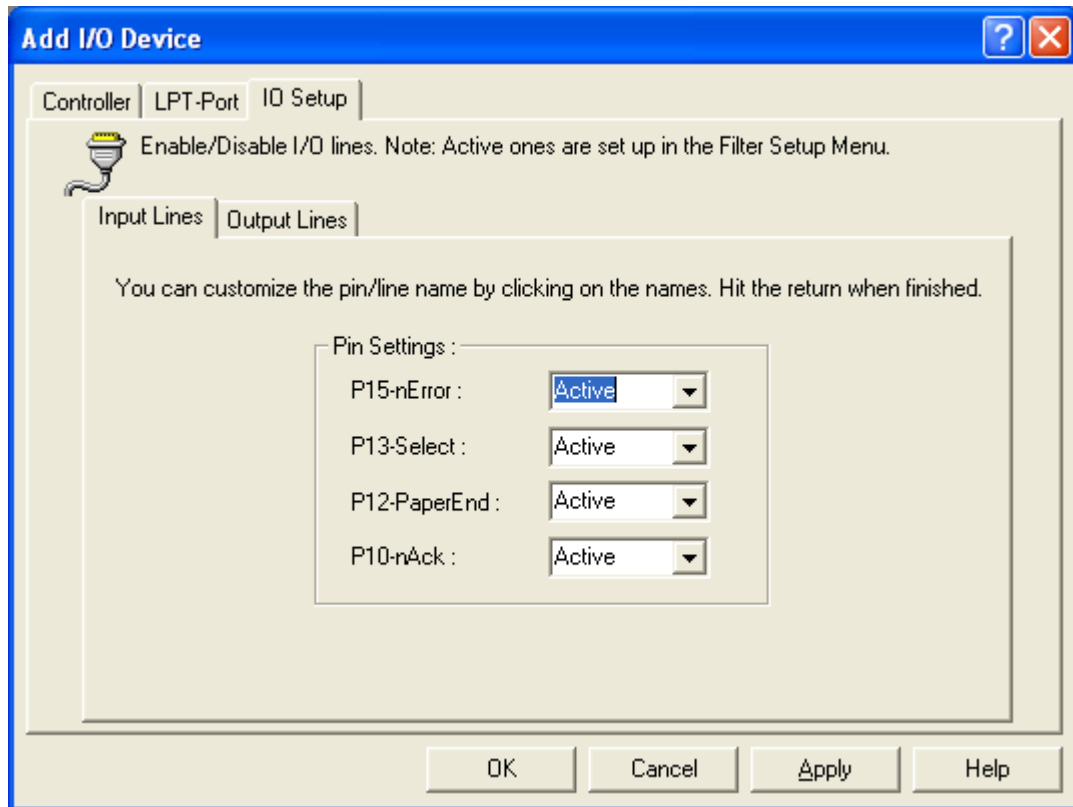 Add I/O Device
Controller
LPT-Port
IO Setup
Enable/Disable I/O lines. Note: Active ones are set up in the Filter Setup Menu.
Input Lines
Output Lines
You can customize the pin/line name by clicking on the names. Hit the return when finished.
Pin Settings :
P15-nError : Active
P13-Select : Active
P12-PaperEnd : Active
P10-nAck : Active
OK
Cancel
Apply
Help